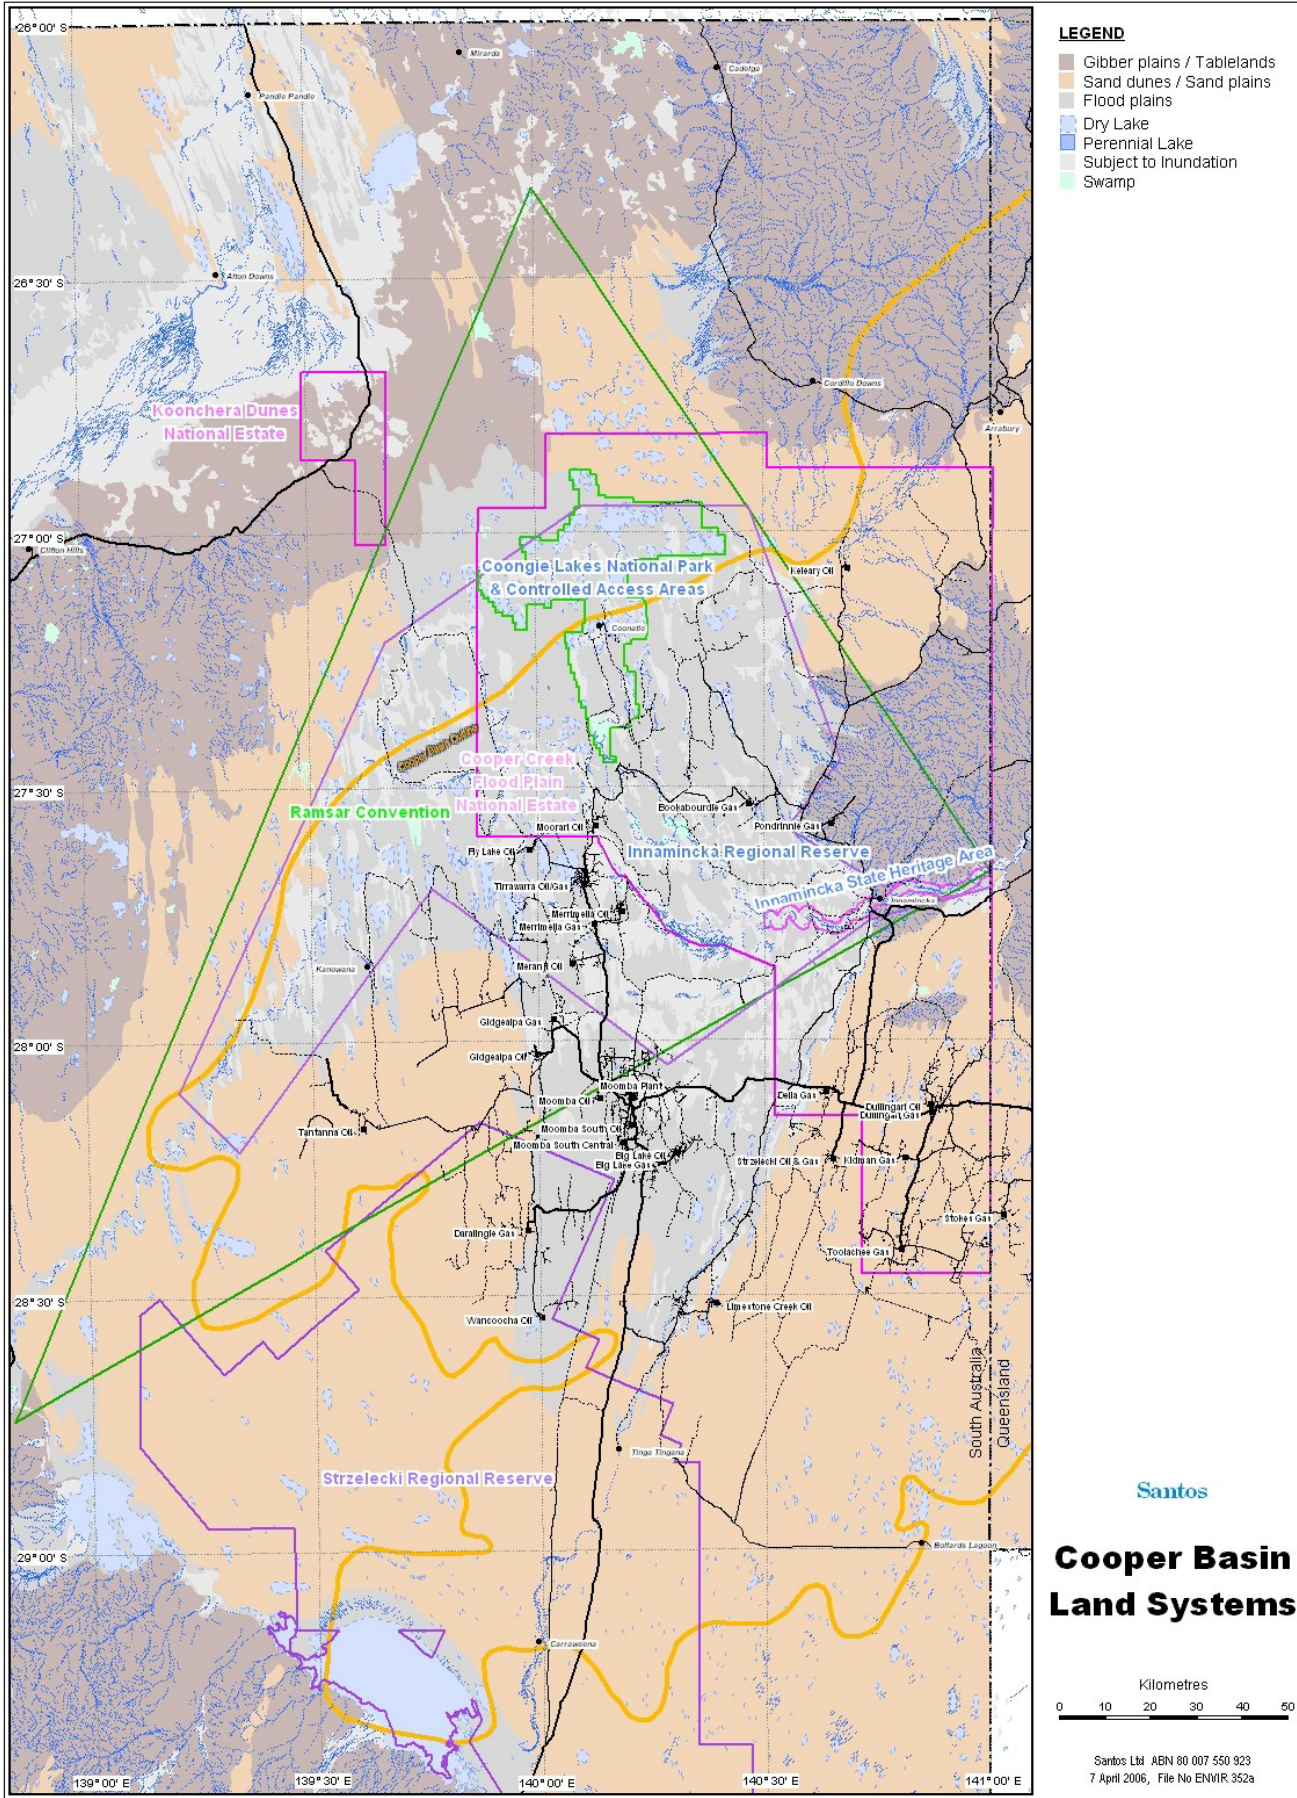 26° 00' S
Mirarda
Cadelga
Pandie Pandie
Alton Downs
26° 30' S
Koonchera Dunes
National Estate
Cordillo Downs
Arrabury
27° 00' S
Clifton Hills
Coongie Lakes National Park
& Controlled Access Areas
Keleary Oil
Coongie
Cooper Creek
Flood Plain
National Estate
27° 30' S
Ramsar Convention
Bookabourdie Gas
Moorari Oil
Pondrinnie Gas
Fly Lake Oil
Innamincka Regional Reserve
Innamincka State Heritage Area
Tirrawarra Oil/Gas
Innamincka
Merrimelia Oil
Merrimelia Gas
Kanowana
Meranji Oil
2
Gidgealpa Gas
28° 00' S
Gidgealpa Oil
Moomba Plant
Moomba Oil
Della Gas
Dullingari Oil
Dullingari Gas
Tantanna Oil
Moomba South Oil
Moomba South Central
Big Lake Oil
Big Lake Gas
Strzelecki Oil & Gas
Kidman Gas
Stokes Gas
Daralingie Gas
Toolachee Gas
28° 30' S
Wancoocha Oil
Limestone Creek Oil
South Australia
Queensland
Tinga Tingana
Strzelecki Regional Reserve
Bollards Lagoon
29° 00' S
Carraweena
139° 00' E
139° 30' E
140° 00' E
140° 30' E
141° 00' E
LEGEND
Gibber plains / Tablelands
Sand dunes / Sand plains
Flood plains
Dry Lake
Perennial Lake
Subject to Inundation
Swamp
Santos
Cooper Basin
Land Systems
Kilometres
0 10 20 30 40 50
Santos Ltd ABN 80 007 550 923
7 April 2006, File No ENVIR 352a